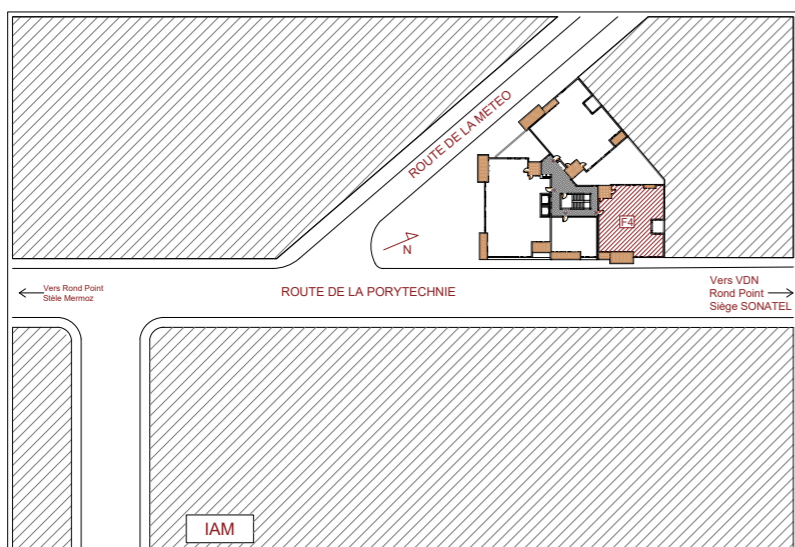 ROUTE DE LA METEO
F4
N
Vers Rond Point
Stèle Mermoz
ROUTE DE LA PORYTECHNIE
Vers VDN
Rond Point
Siège SONATEL
IAM